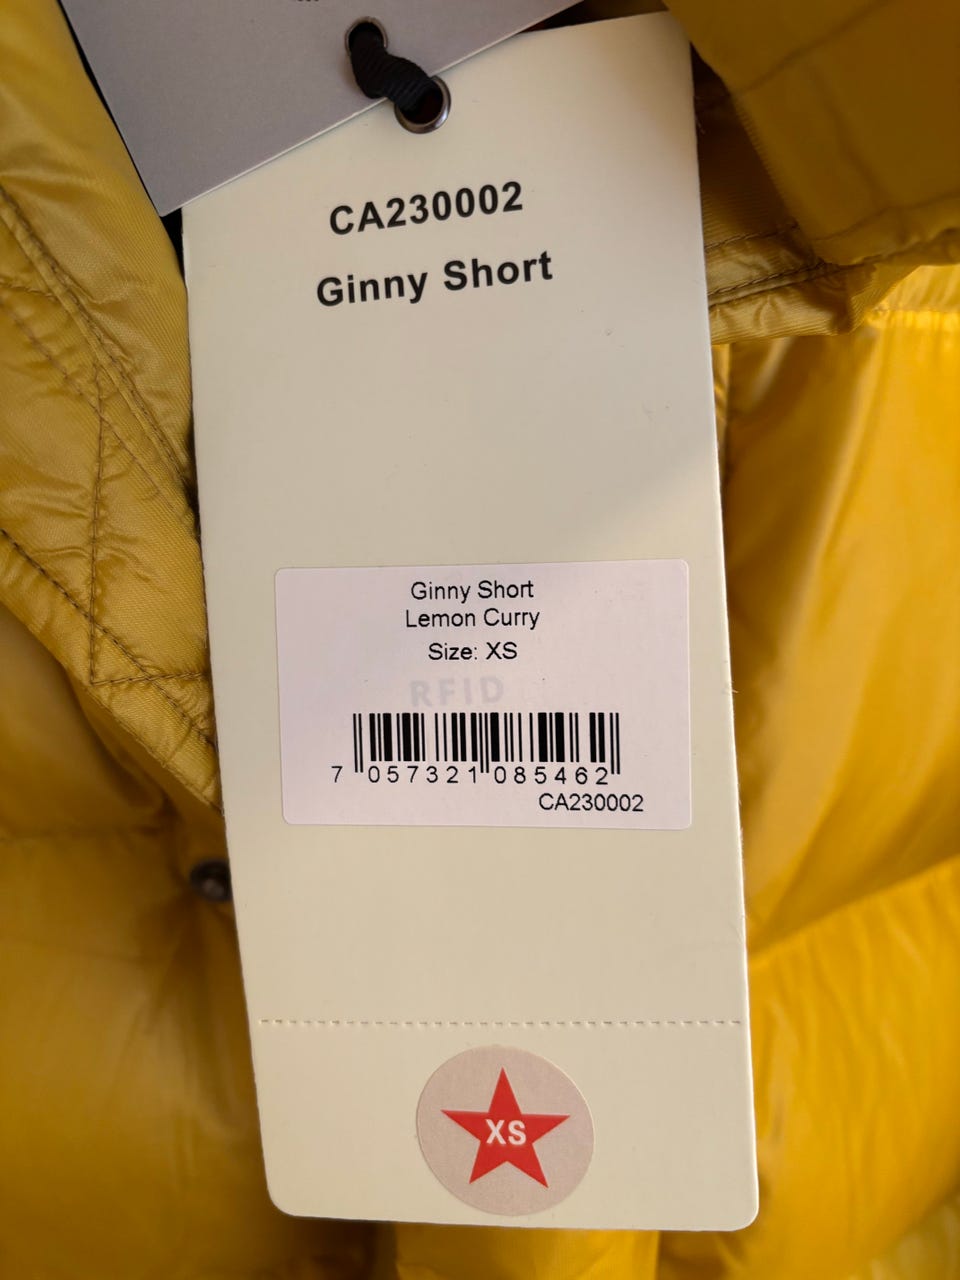 CA230002
Ginny Short
Ginny Short
Lemon Curry
Size: XS
RFID
7 057321 085462
CA230002
XS